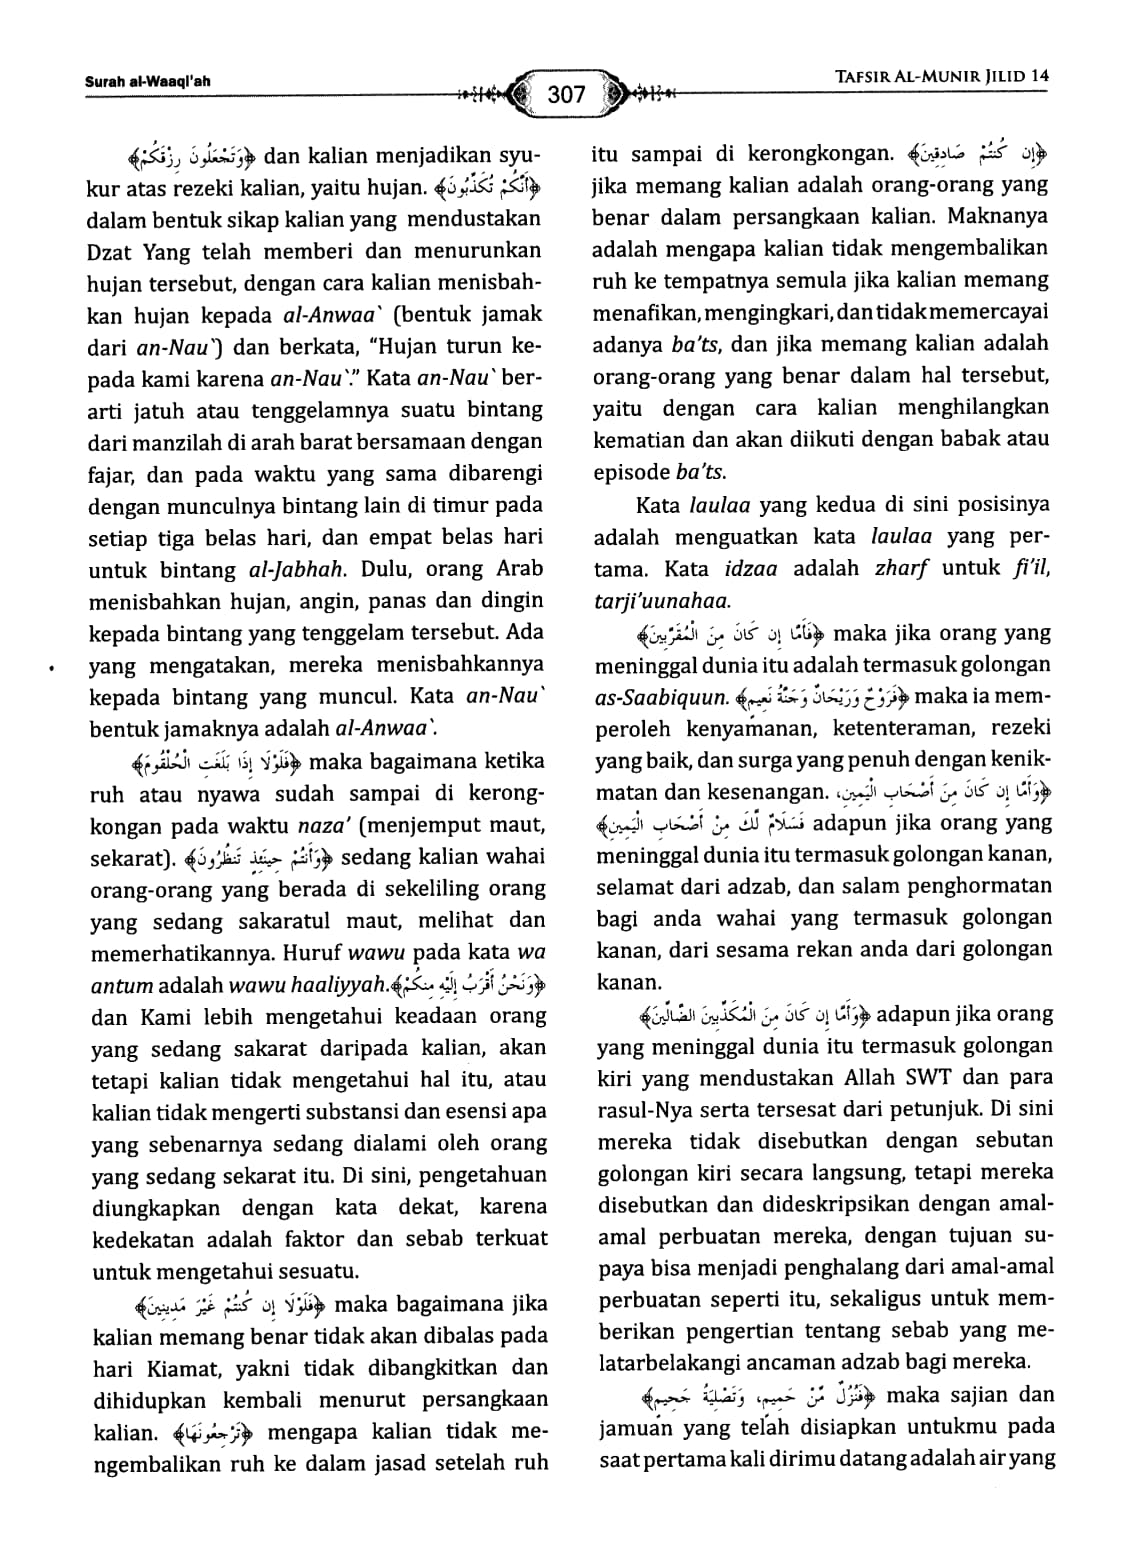 Surah al-Waaqi'ah
307
TAFSIR AL-MUNIR JILID 14
﴿وَتَجْعَلُونَ رِزْقَكُمْ﴾ dan kalian menjadikan syu-
kur atas rezeki kalian, yaitu hujan. ﴿أَنَّكُمْ تُكَذِّبُونَ﴾
dalam bentuk sikap kalian yang mendustakan
Dzat Yang telah memberi dan menurunkan
hujan tersebut, dengan cara kalian menisbah-
kan hujan kepada al-Anwaa` (bentuk jamak
dari an-Nau`) dan berkata, “Hujan turun ke-
pada kami karena an-Nau`.” Kata an-Nau` ber-
arti jatuh atau tenggelamnya suatu bintang
dari manzilah di arah barat bersamaan dengan
fajar, dan pada waktu yang sama dibarengi
dengan munculnya bintang lain di timur pada
setiap tiga belas hari, dan empat belas hari
untuk bintang al-Jabhah. Dulu, orang Arab
menisbahkan hujan, angin, panas dan dingin
kepada bintang yang tenggelam tersebut. Ada
yang mengatakan, mereka menisbahkannya
kepada bintang yang muncul. Kata an-Nau`
bentuk jamaknya adalah al-Anwaa`.
﴿فَلَوْلَا إِذَا بَلَغَتِ الْحُلْقُومَ﴾ maka bagaimana ketika
ruh atau nyawa sudah sampai di kerong-
kongan pada waktu naza’ (menjemput maut,
sekarat). ﴿وَأَنتُمْ حِينَئِذٍ تَنظُرُونَ﴾ sedang kalian wahai
orang-orang yang berada di sekeliling orang
yang sedang sakaratul maut, melihat dan
memerhatikannya. Huruf wawu pada kata wa
antum adalah wawu haaliyyah.﴿وَنَحْنُ أَقْرَبُ إِلَيْهِ مِنكُمْ﴾
dan Kami lebih mengetahui keadaan orang
yang sedang sakarat daripada kalian, akan
tetapi kalian tidak mengetahui hal itu, atau
kalian tidak mengerti substansi dan esensi apa
yang sebenarnya sedang dialami oleh orang
yang sedang sekarat itu. Di sini, pengetahuan
diungkapkan dengan kata dekat, karena
kedekatan adalah faktor dan sebab terkuat
untuk mengetahui sesuatu.
﴿فَلَوْلَا إِن كُنتُمْ غَيْرَ مَدِينِينَ﴾ maka bagaimana jika
kalian memang benar tidak akan dibalas pada
hari Kiamat, yakni tidak dibangkitkan dan
dihidupkan kembali menurut persangkaan
kalian. ﴿تَرْجِعُونَهَا﴾ mengapa kalian tidak me-
ngembalikan ruh ke dalam jasad setelah ruh
itu sampai di kerongkongan. ﴿إِن كُنتُمْ صَادِقِينَ﴾
jika memang kalian adalah orang-orang yang
benar dalam persangkaan kalian. Maknanya
adalah mengapa kalian tidak mengembalikan
ruh ke tempatnya semula jika kalian memang
menafikan, mengingkari, dan tidak memercayai
adanya ba’ts, dan jika memang kalian adalah
orang-orang yang benar dalam hal tersebut,
yaitu dengan cara kalian menghilangkan
kematian dan akan diikuti dengan babak atau
episode ba’ts.
Kata laulaa yang kedua di sini posisinya
adalah menguatkan kata laulaa yang per-
tama. Kata idzaa adalah zharf untuk fi’il,
tarji’uunahaa.
﴿فَأَمَّا إِن كَانَ مِنَ الْمُقَرَّبِينَ﴾ maka jika orang yang
meninggal dunia itu adalah termasuk golongan
as-Saabiquun. ﴿فَرَوْحٌ وَرَيْحَانٌ وَجَنَّةُ نَعِيمٍ﴾ maka ia mem-
peroleh kenyamanan, ketenteraman, rezeki
yang baik, dan surga yang penuh dengan kenik-
matan dan kesenangan. ﴿وَأَمَّا إِن كَانَ مِنْ أَصْحَابِ الْيَمِينِ،
فَسَلَامٌ لَّكَ مِنْ أَصْحَابِ الْيَمِينِ﴾ adapun jika orang yang
meninggal dunia itu termasuk golongan kanan,
selamat dari adzab, dan salam penghormatan
bagi anda wahai yang termasuk golongan
kanan, dari sesama rekan anda dari golongan
kanan.
﴿وَأَمَّا إِن كَانَ مِنَ الْمُكَذِّبِينَ الضَّالِّينَ﴾ adapun jika orang
yang meninggal dunia itu termasuk golongan
kiri yang mendustakan Allah SWT dan para
rasul-Nya serta tersesat dari petunjuk. Di sini
mereka tidak disebutkan dengan sebutan
golongan kiri secara langsung, tetapi mereka
disebutkan dan dideskripsikan dengan amal-
amal perbuatan mereka, dengan tujuan su-
paya bisa menjadi penghalang dari amal-amal
perbuatan seperti itu, sekaligus untuk mem-
berikan pengertian tentang sebab yang me-
latarbelakangi ancaman adzab bagi mereka.
﴿فَنُزُلٌ مِّنْ حَمِيمٍ، وَتَصْلِيَةُ جَحِيمٍ﴾ maka sajian dan
jamuan yang telah disiapkan untukmu pada
saat pertama kali dirimu datang adalah air yang